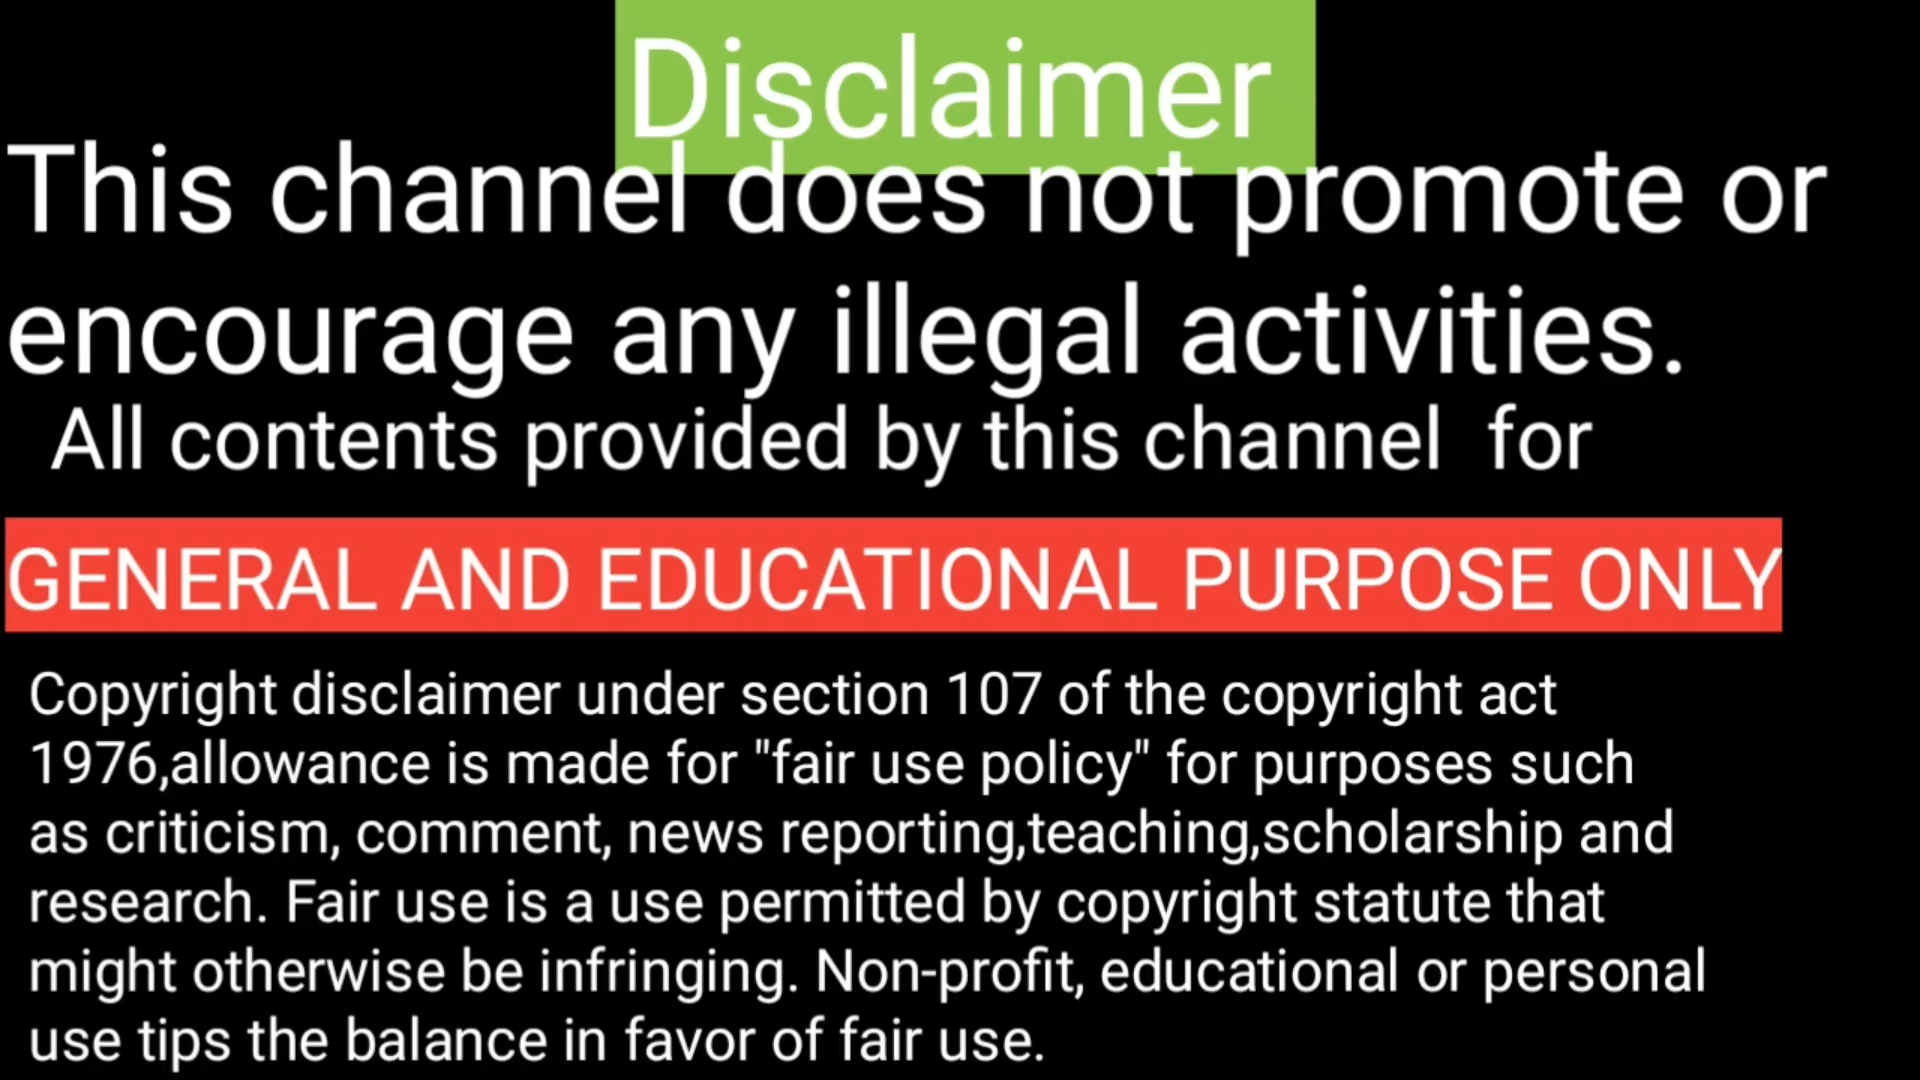 Disclaimer
This channel does not promote or
encourage any illegal activities.
All contents provided by this channel  for
GENERAL AND EDUCATIONAL PURPOSE ONLY
Copyright disclaimer under section 107 of the copyright act
1976,allowance is made for "fair use policy" for purposes such
as criticism, comment, news reporting,teaching,scholarship and
research. Fair use is a use permitted by copyright statute that
might otherwise be infringing. Non-profit, educational or personal
use tips the balance in favor of fair use.